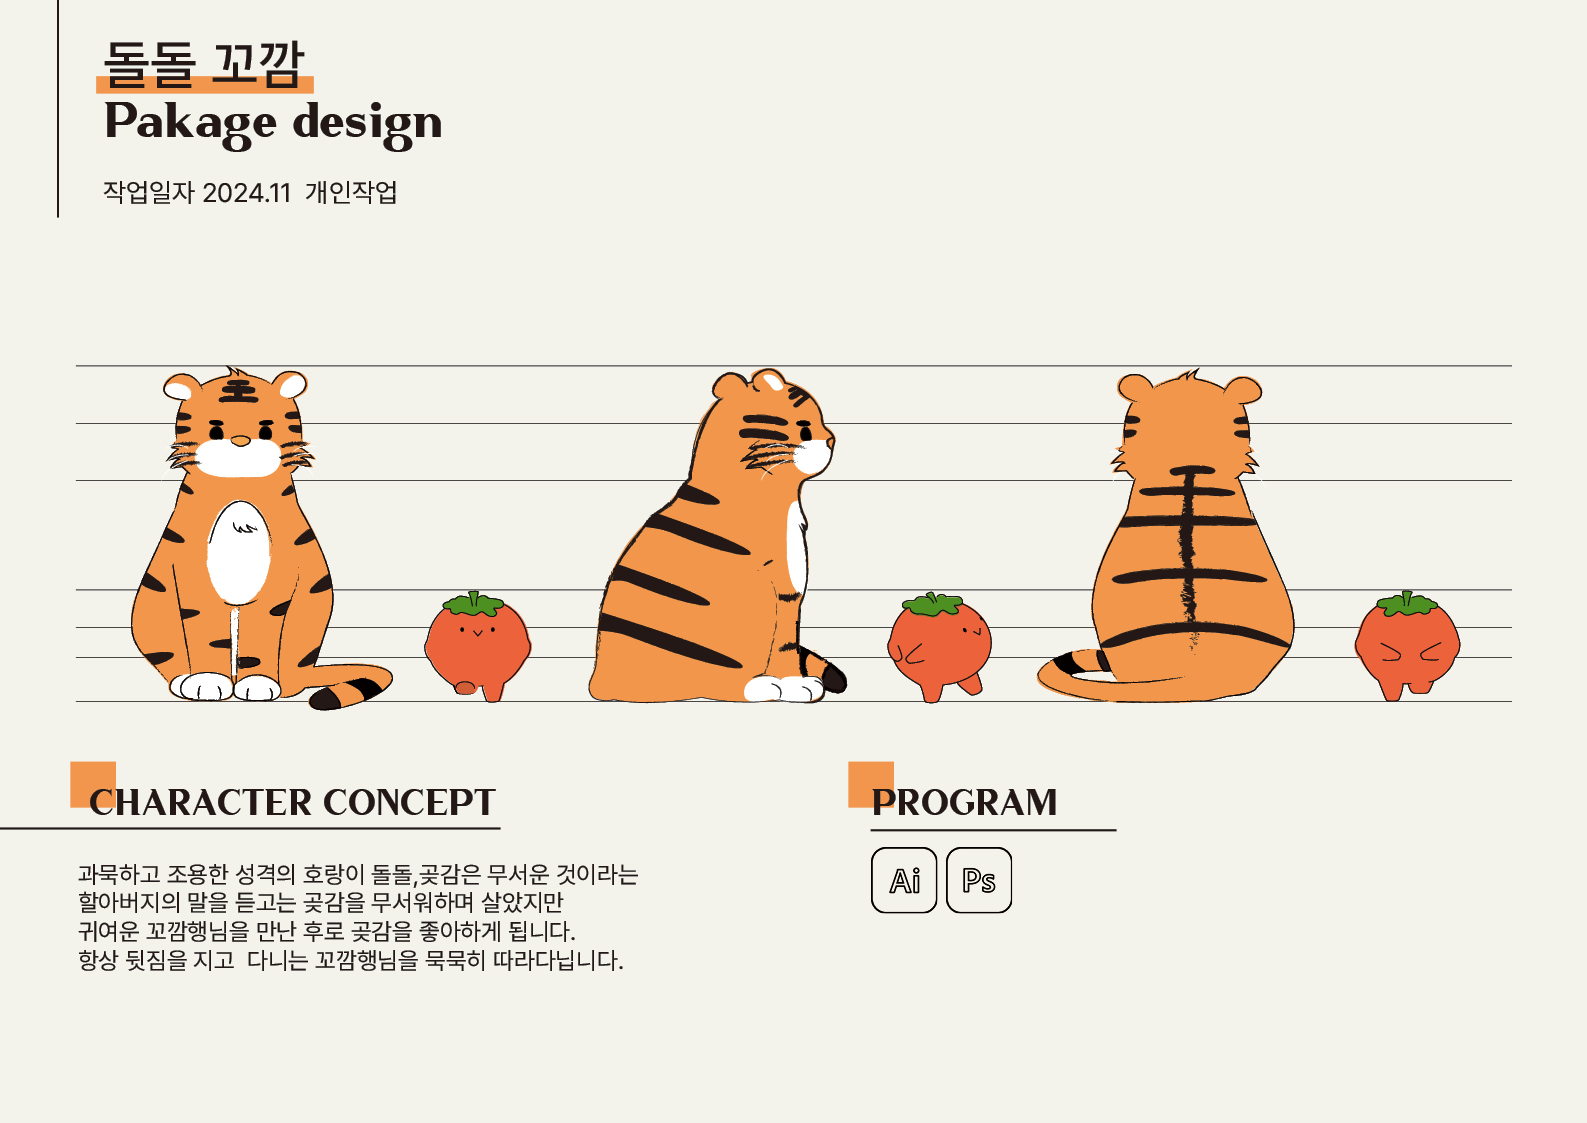 돌돌 꼬깜
Pakage design
작업일자 2024.11 개인작업
CHARACTER CONCEPT
과묵하고 조용한 성격의 호랑이 돌돌,곶감은 무서운 것이라는
할아버지의 말을 듣고는 곶감을 무서워하며 살았지만
귀여운 꼬깜행님을 만난 후로 곶감을 좋아하게 됩니다.
항상 뒷짐을 지고 다니는 꼬깜행님을 묵묵히 따라다닙니다.
PROGRAM
Ai Ps